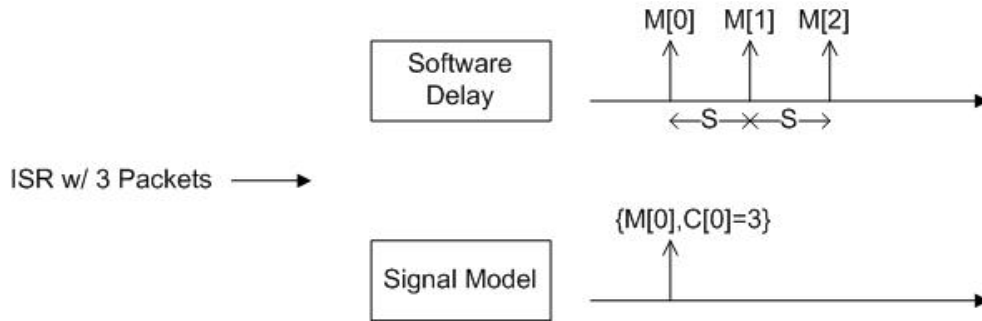 M[0] M[1] M[2]
Software
Delay
S S
ISR w/ 3 Packets
{M[0],C[0]=3}
Signal Model